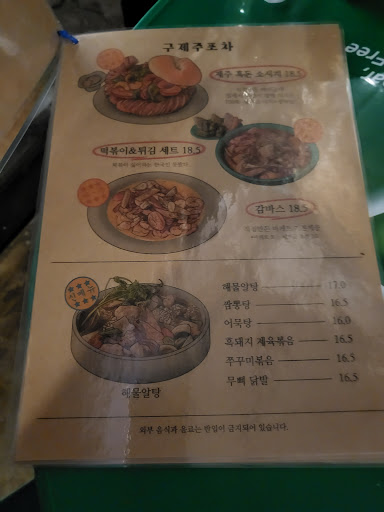 구제주포차
제주 흑돈 소시지 18.5
떡볶이&튀김 세트 18.5
감바스 18.5
신메뉴
해물알탕
해물알탕 17.0
짬뽕탕 16.5
어묵탕 16.0
흑돼지 제육볶음 16.5
쭈꾸미볶음 16.5
무뼈 닭발 16.5
외부 음식과 음료는 반입이 금지되어 있습니다.
free